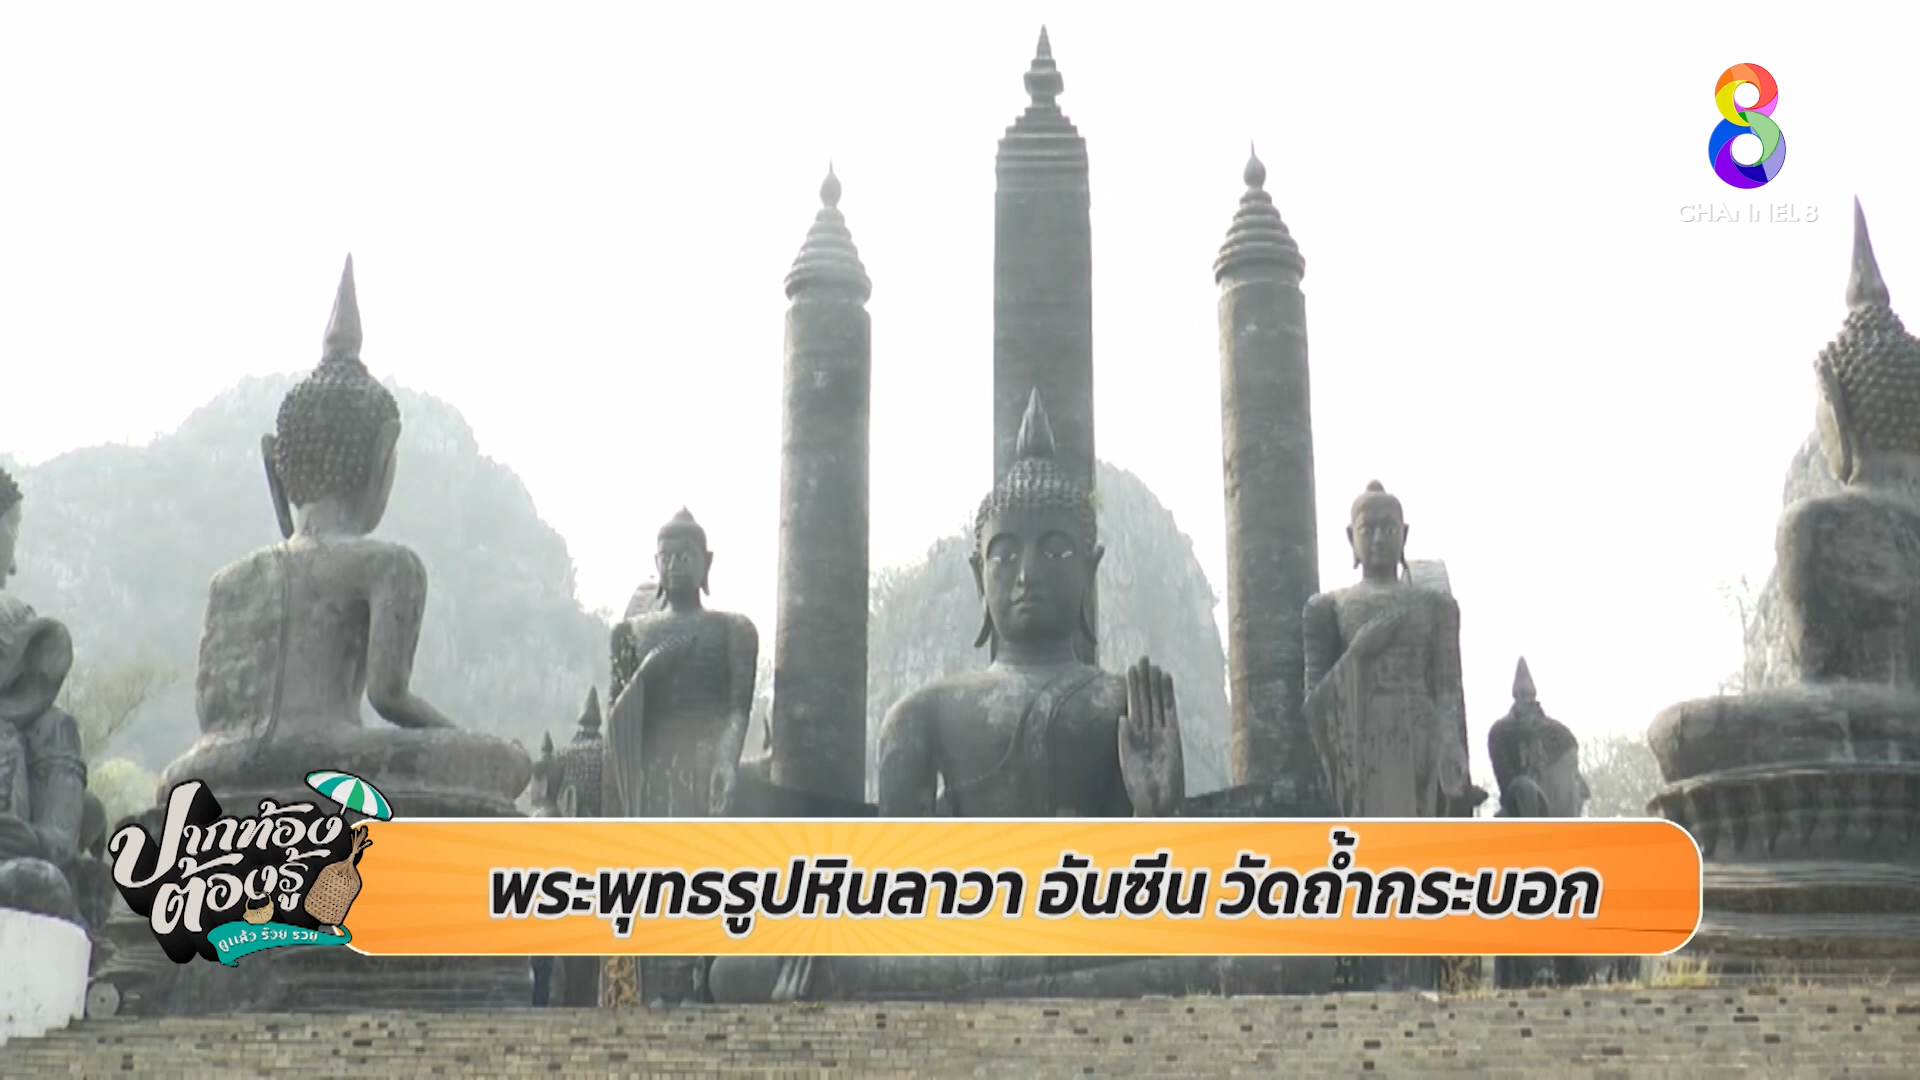 CHANNEL 8
ปากท้อง
ต้องรู้
ดูแล้ว รวย รวย
พระพุทธรูปหินลาวา อันซีน วัดถ้ำกระบอก